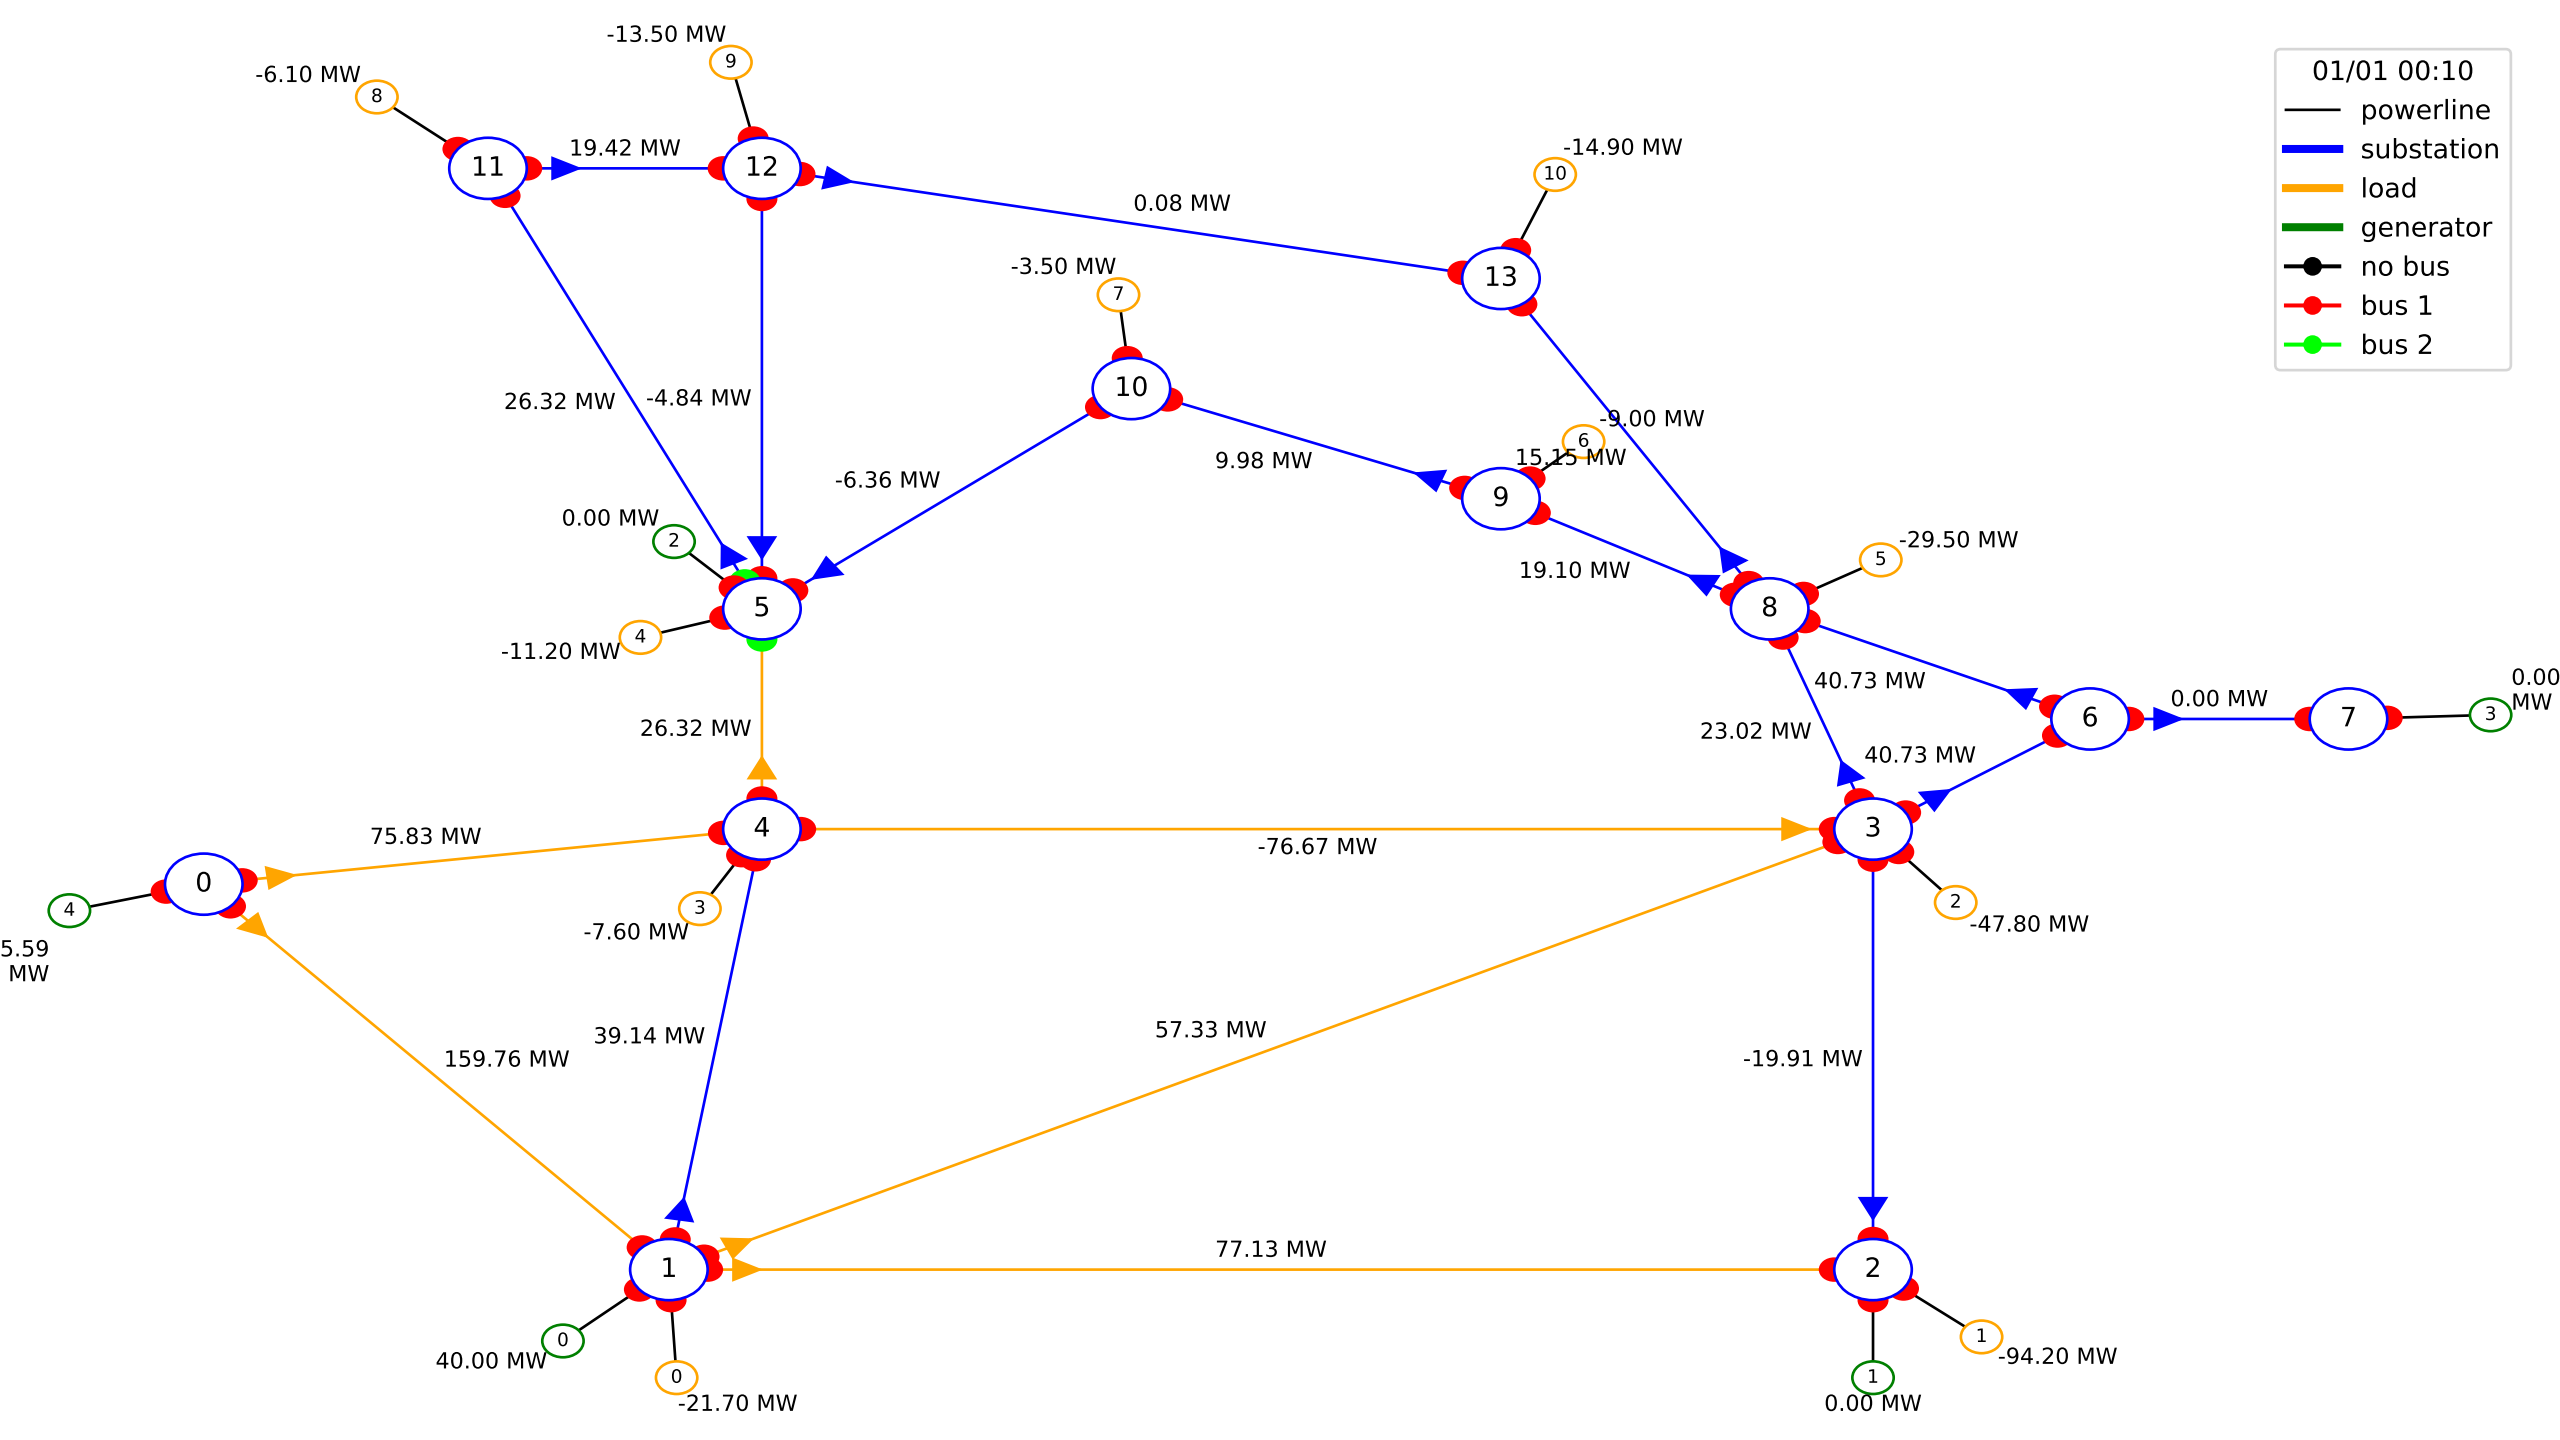 -13.50 MW
9
-6.10 MW
8
01/01 00:10
powerline
substation
load
generator
no bus
bus 1
bus 2
11
19.42 MW
12
-14.90 MW
10
0.08 MW
13
-3.50 MW
7
10
26.32 MW
-4.84 MW
-9.00 MW
6
15.15 MW
9.98 MW
-6.36 MW
9
0.00 MW
2
19.10 MW
-29.50 MW
5
5
8
4
-11.20 MW
40.73 MW
0.00
MW
0.00 MW
6
7
3
26.32 MW
23.02 MW
40.73 MW
75.83 MW
4
-76.67 MW
3
0
4
5.59
MW
3
-7.60 MW
2
-47.80 MW
39.14 MW
57.33 MW
159.76 MW
-19.91 MW
77.13 MW
1
2
0
40.00 MW
0
-21.70 MW
1
-94.20 MW
1
0.00 MW